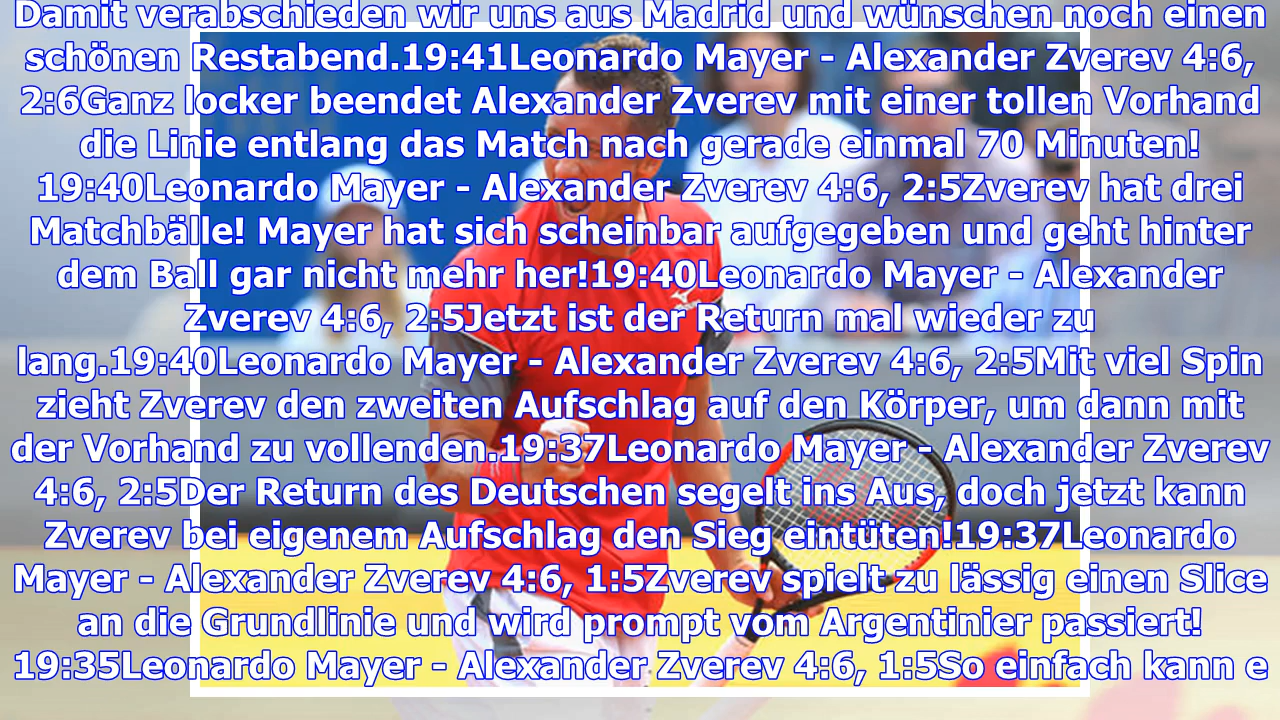 Damit verabschieden wir uns aus Madrid und wünschen noch einen
schönen Restabend.19:41Leonardo Mayer - Alexander Zverev 4:6,
2:6Ganz locker beendet Alexander Zverev mit einer tollen Vorhand
die Linie entlang das Match nach gerade einmal 70 Minuten!
19:40Leonardo Mayer - Alexander Zverev 4:6, 2:5Zverev hat drei
Matchbälle! Mayer hat sich scheinbar aufgegeben und geht hinter
dem Ball gar nicht mehr her!19:40Leonardo Mayer - Alexander
Zverev 4:6, 2:5Jetzt ist der Return mal wieder zu
lang.19:40Leonardo Mayer - Alexander Zverev 4:6, 2:5Mit viel Spin
zieht Zverev den zweiten Aufschlag auf den Körper, um dann mit
der Vorhand zu vollenden.19:37Leonardo Mayer - Alexander Zverev
4:6, 2:5Der Return des Deutschen segelt ins Aus, doch jetzt kann
Zverev bei eigenem Aufschlag den Sieg eintüten!19:37Leonardo
Mayer - Alexander Zverev 4:6, 1:5Zverev spielt zu lässig einen Slice
an die Grundlinie und wird prompt vom Argentinier passiert!
19:35Leonardo Mayer - Alexander Zverev 4:6, 1:5So einfach kann e